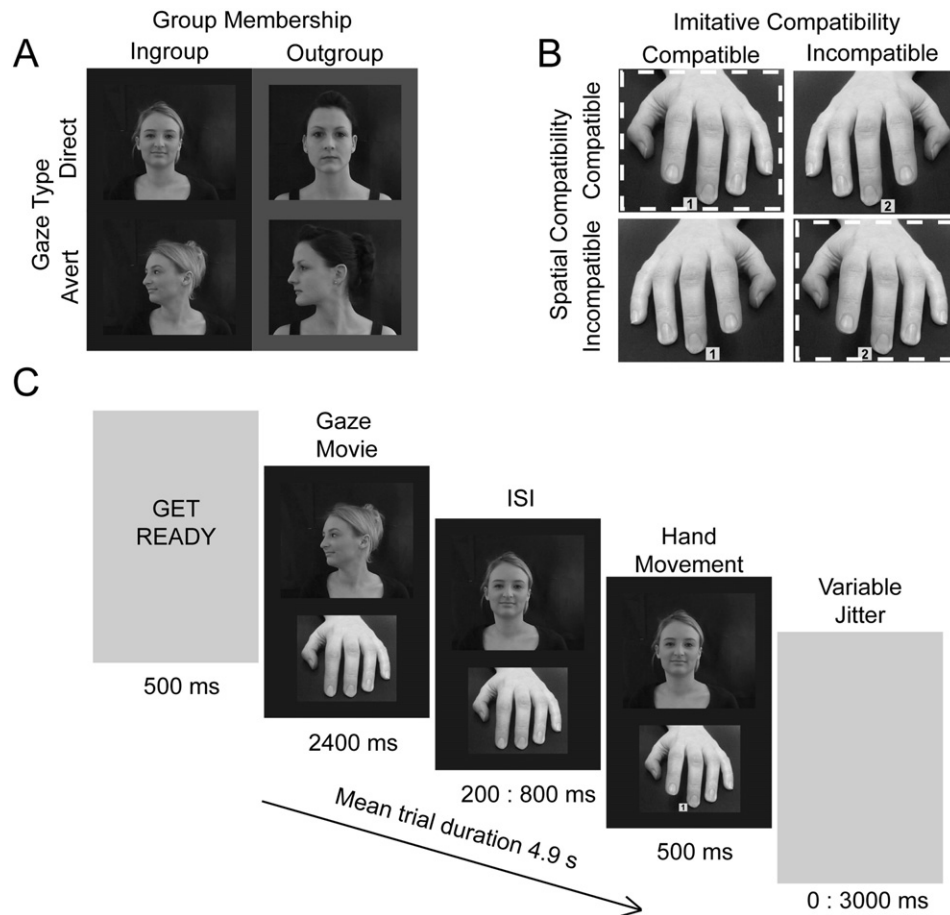 Group Membership
A
Ingroup
Outgroup
Gaze Type
Direct
Avert
Imitative Compatibility
B
Compatible
Incompatible
Spatial Compatibility
Compatible
Incompatible
1
2
1
2
C
GET
READY
500 ms
Gaze
Movie
2400 ms
ISI
200 : 800 ms
Hand
Movement
1
500 ms
Variable
Jitter
0 : 3000 ms
Mean trial duration 4.9 s